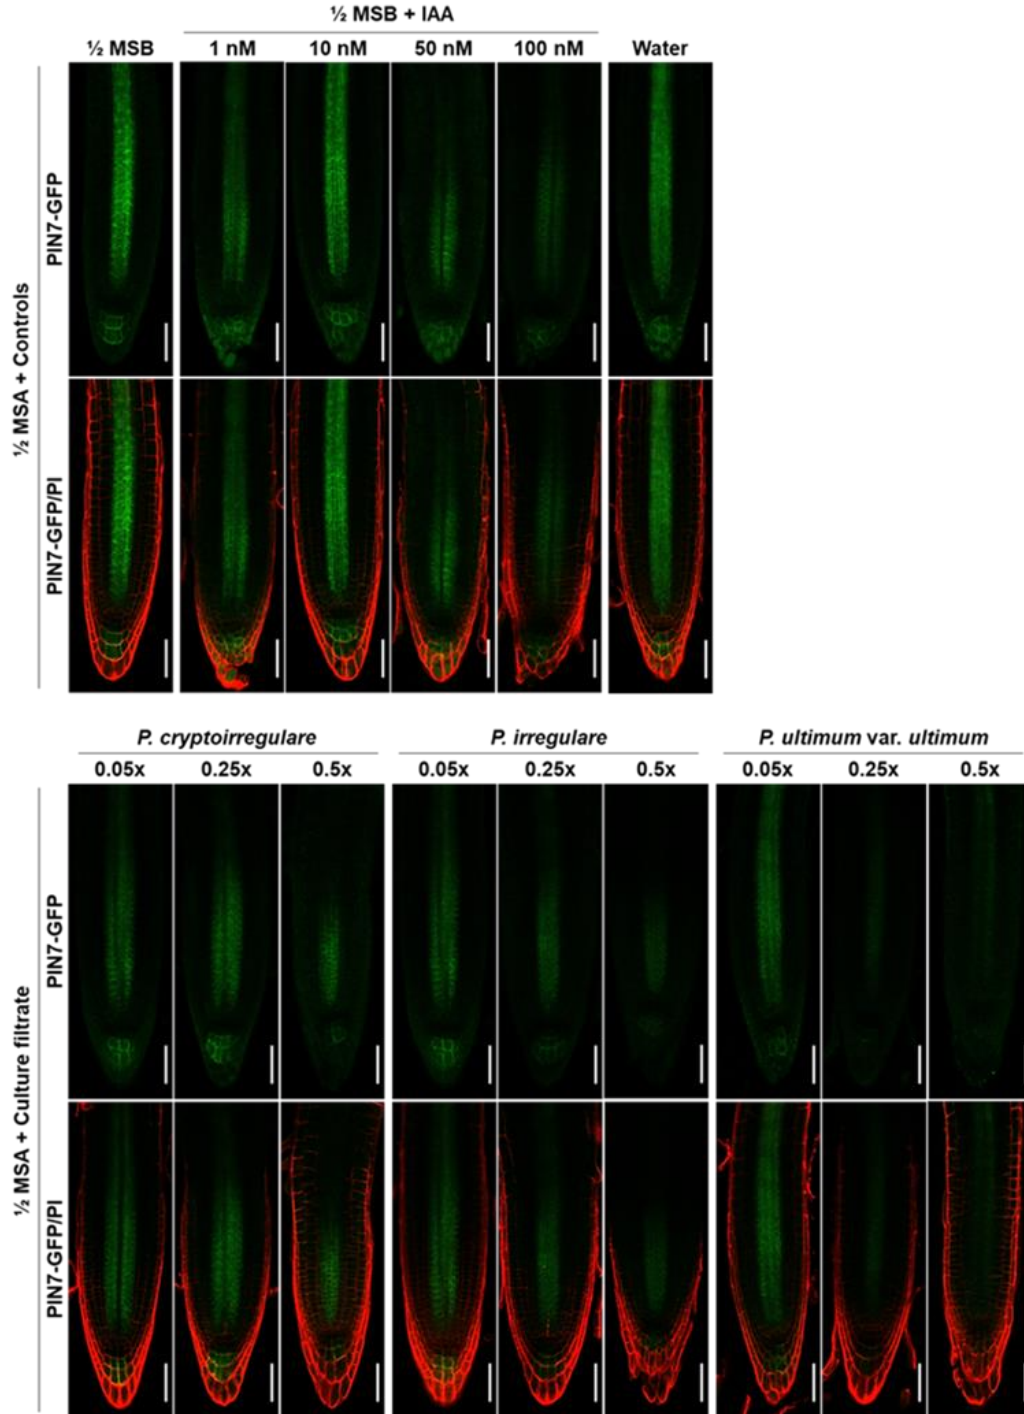 ½ MSB + IAA
½ MSB 1 nM 10 nM 50 nM 100 nM Water
½ MSA + Controls
PIN7-GFP
PIN7-GFP/PI
P. cryptoirregulare P. irregulare P. ultimum var. ultimum
0.05x 0.25x 0.5x 0.05x 0.25x 0.5x 0.05x 0.25x 0.5x
½ MSA + Culture filtrate
PIN7-GFP
PIN7-GFP/PI